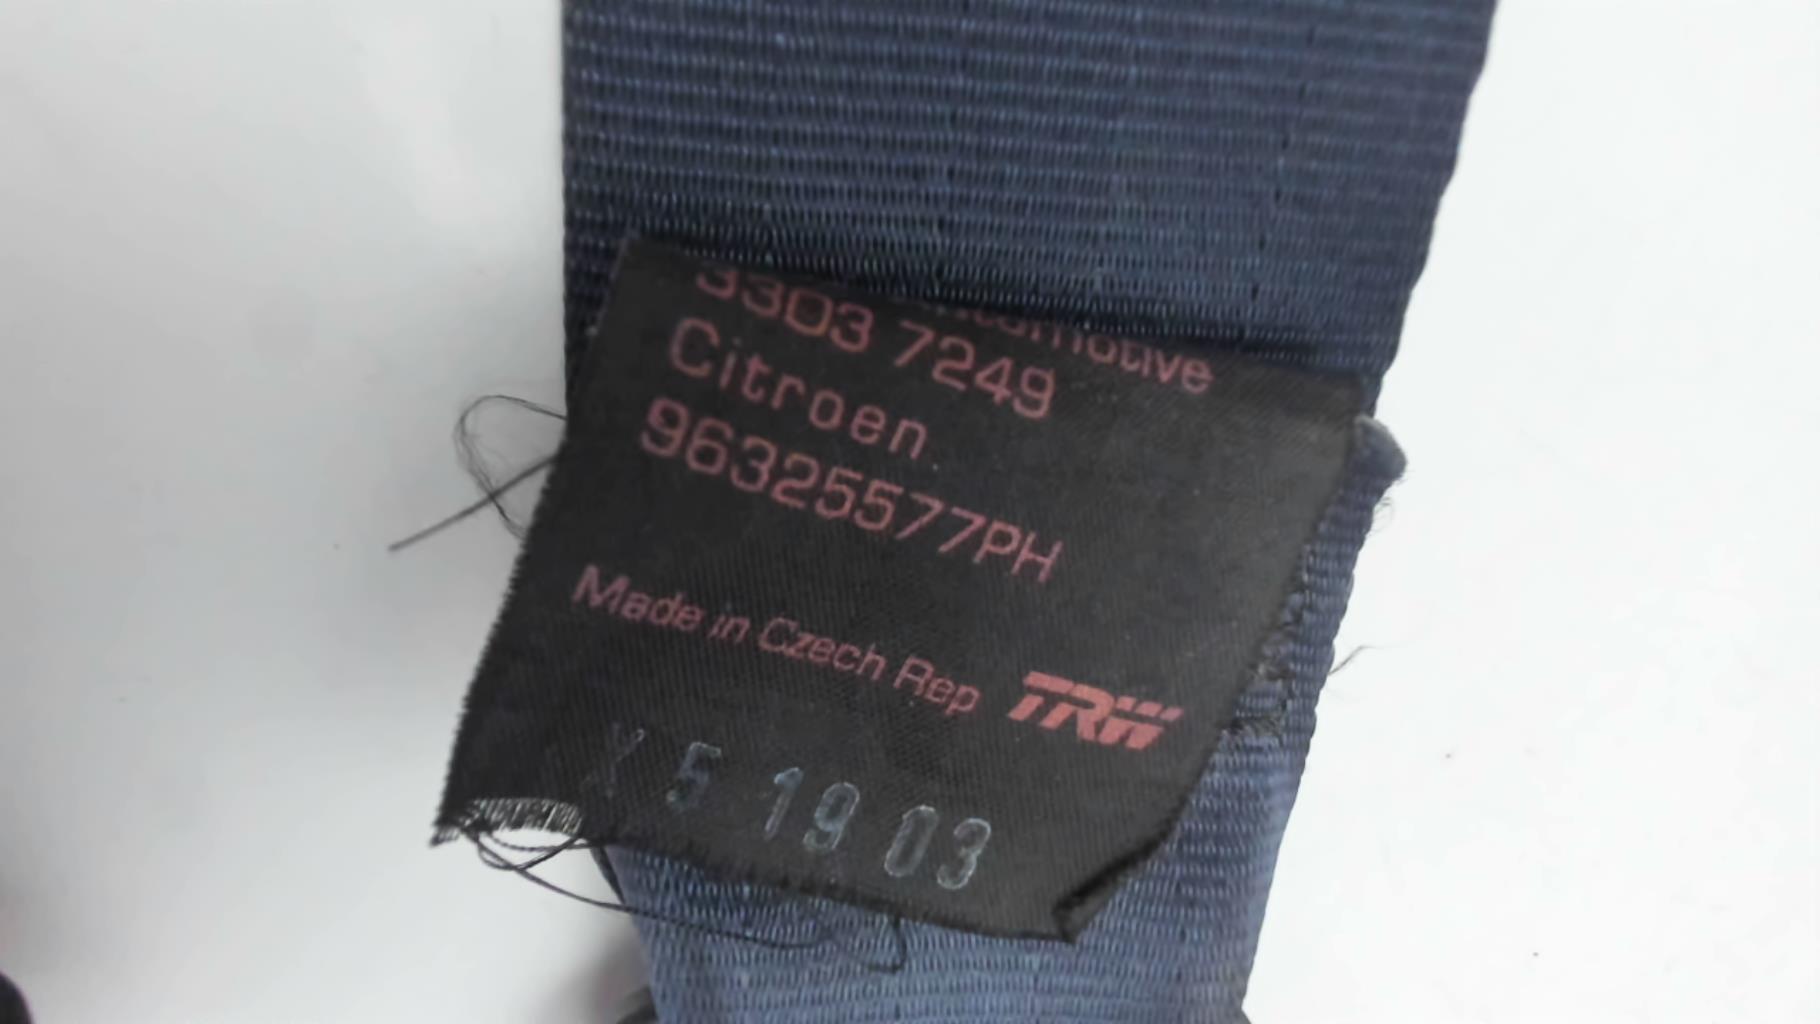 3303 7249
Citroen
96325577PH
Made in Czech Rep TRW
X 5 19 03